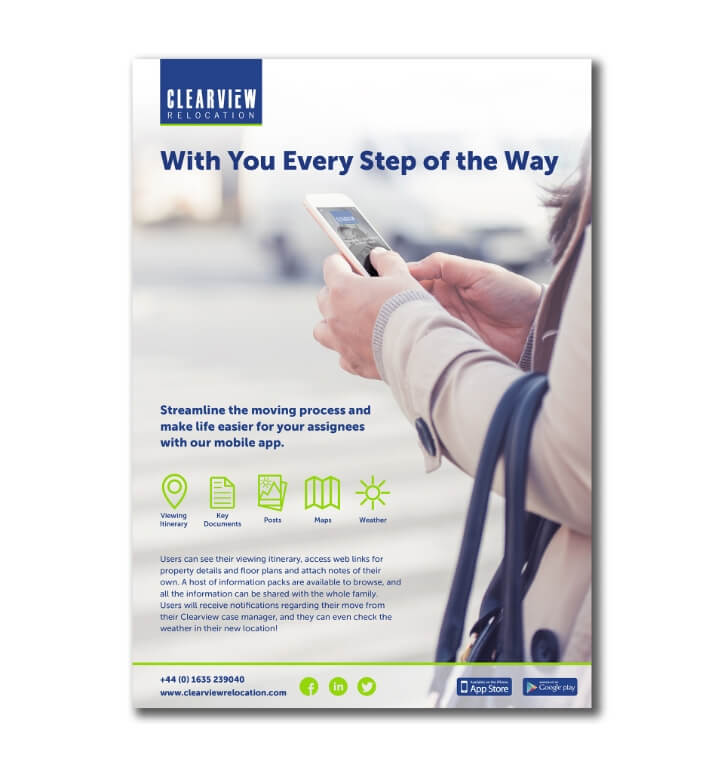 CLEARVIEW
RELOCATION
With You Every Step of the Way
Streamline the moving process and
make life easier for your assignees
with our mobile app.
Viewing
Itinerary
Key
Documents
Posts
Maps
Weather
Users can see their viewing itinerary, access web links for
property details and floor plans and attach notes of their
own. A host of information packs are available to browse, and
all the information can be shared with the whole family.
Users will receive notifications regarding their move from
their Clearview case manager, and they can even check the
weather in their new location!
+44 (0) 1635 239040
www.clearviewrelocation.com
Available on the iPhone
App Store
Google play